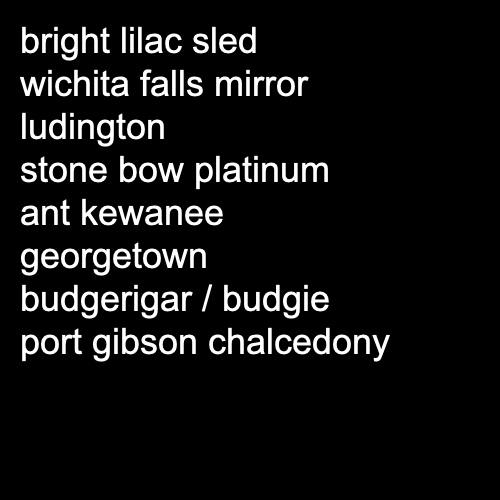 bright lilac sled
wichita falls mirror
ludington
stone bow platinum
ant kewanee
georgetown
budgerigar / budgie
port gibson chalcedony